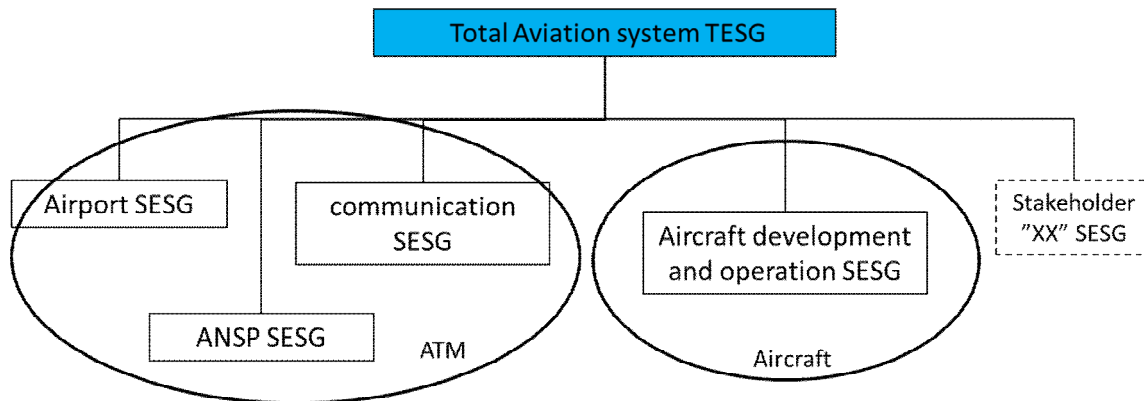 Total Aviation system TESG
Airport SESG
communication
SESG
Aircraft development
and operation SESG
Stakeholder
”XX” SESG
ANSP SESG
ATM
Aircraft